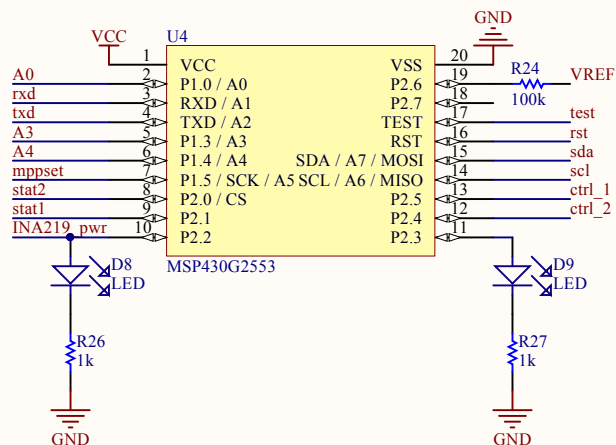 VCC
U4
GND
1 VCC VSS 20
A0 2 P1.0 / A0 P2.6 19 R24 100k VREF
rxd 3 RXD / A1 P2.7 18
txd 4 TXD / A2 TEST 17 test
A3 5 P1.3 / A3 RST 16 rst
A4 6 P1.4 / A4 SDA / A7 / MOSI 15 sda
mppset 7 P1.5 / SCK / A5 SCL / A6 / MISO 14 scl
stat2 8 P2.0 / CS P2.5 13 ctrl_1
stat1 9 P2.1 P2.4 12 ctrl_2
INA219_pwr 10 P2.2 P2.3 11
MSP430G2553
D8
LED
D9
LED
R26
1k
R27
1k
GND
GND